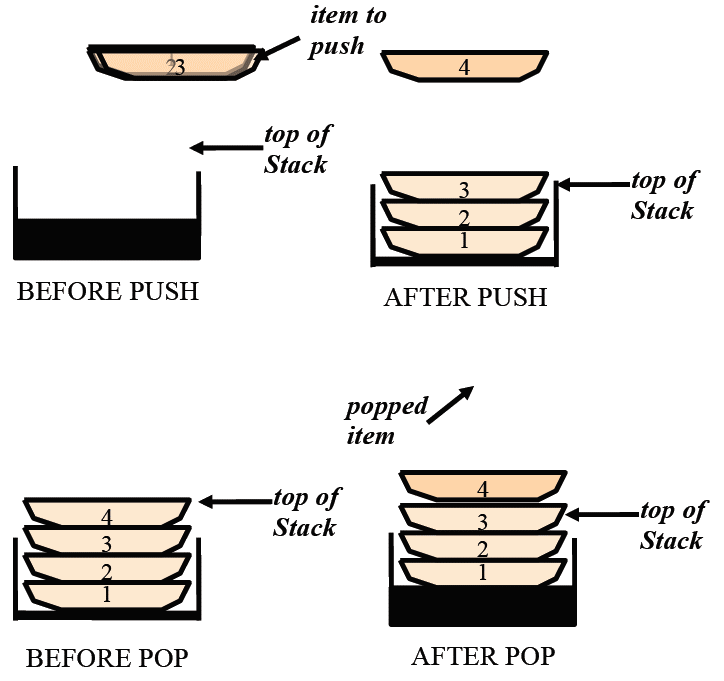 item to
push
3
4
top of
Stack
3
2
1
top of
Stack
BEFORE PUSH
AFTER PUSH
popped
item
4
3
2
1
top of
Stack
4
3
2
1
top of
Stack
BEFORE POP
AFTER POP